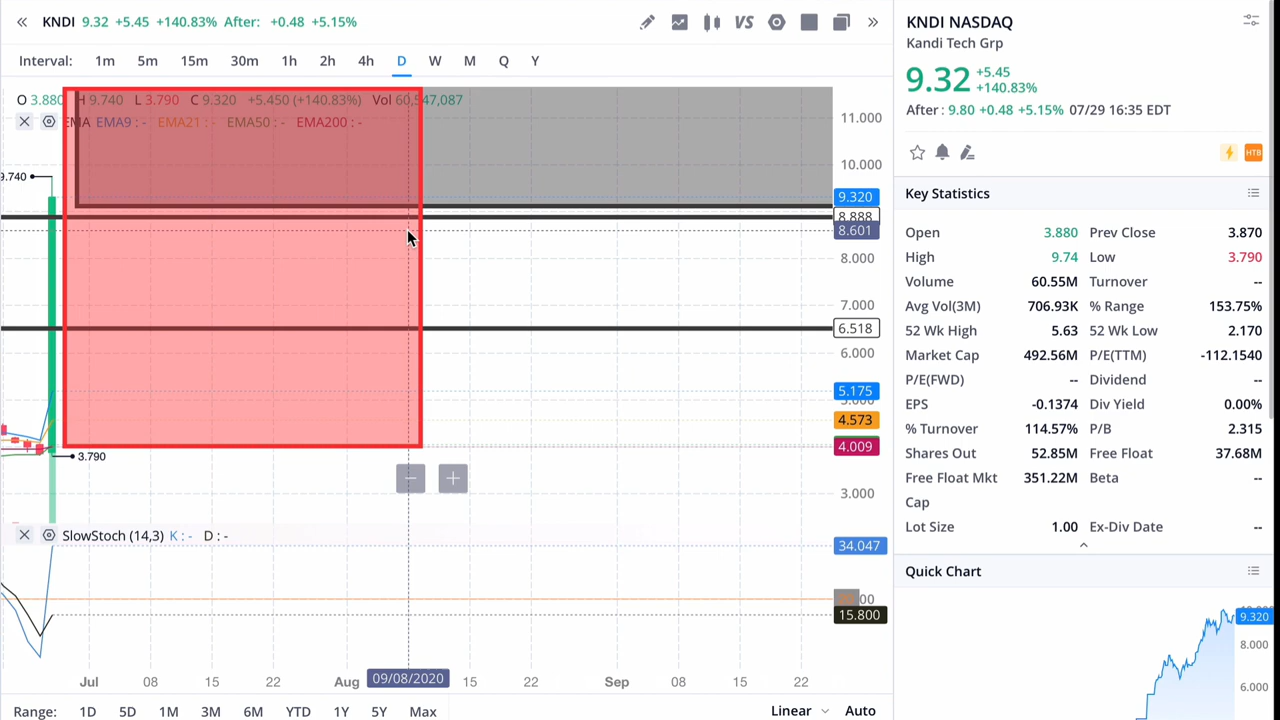 KNDI 9.32 +5.45 +140.83% After: +0.48 +5.15%
VS
Interval: 1m 5m 15m 30m 1h 2h 4h D W M Q Y
O 3.880 H 9.740 L 3.790 C 9.320 +5.450 (+140.83%) Vol 60,547,087
EMA EMA9 : - EMA21 : - EMA50 : - EMA200 : -
9.740
3.790
11.000
10.000
9.320
8.888
8.601
8.000
7.000
6.518
6.000
5.175
5.000
4.573
4.009
3.000
SlowStoch (14,3) K : - D : -
34.047
15.800
Jul 08 15 22 Aug 09/08/2020 15 22 Sep 08 15 22
Range: 1D 5D 1M 3M 6M YTD 1Y 5Y Max Linear Auto
KNDI NASDAQ
Kandi Tech Grp
9.32 +5.45
+140.83%
After : 9.80 +0.48 +5.15% 07/29 16:35 EDT
HTB
Key Statistics
Open 3.880 Prev Close 3.870
High 9.74 Low 3.790
Volume 60.55M Turnover --
Avg Vol(3M) 706.93K % Range 153.75%
52 Wk High 5.63 52 Wk Low 2.170
Market Cap 492.56M P/E(TTM) -112.1540
P/E(FWD) -- Dividend --
EPS -0.1374 Div Yield 0.00%
% Turnover 114.57% P/B 2.315
Shares Out 52.85M Free Float 37.68M
Free Float Mkt Cap 351.22M Beta --
Lot Size 1.00 Ex-Div Date --
Quick Chart
9.320
8.000
6.000